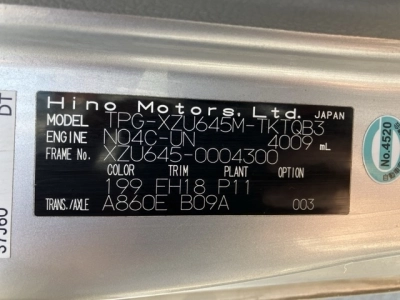 Hino Motors, Ltd. JAPAN
MODEL TPG-XZU645M-TKTQB3
ENGINE N04C-UN 4009 mL
FRAME No. XZU645-0004300
COLOR TRIM PLANT OPTION
199 FH18 P11
TRANS./AXLE A860E B09A 003
No.4520